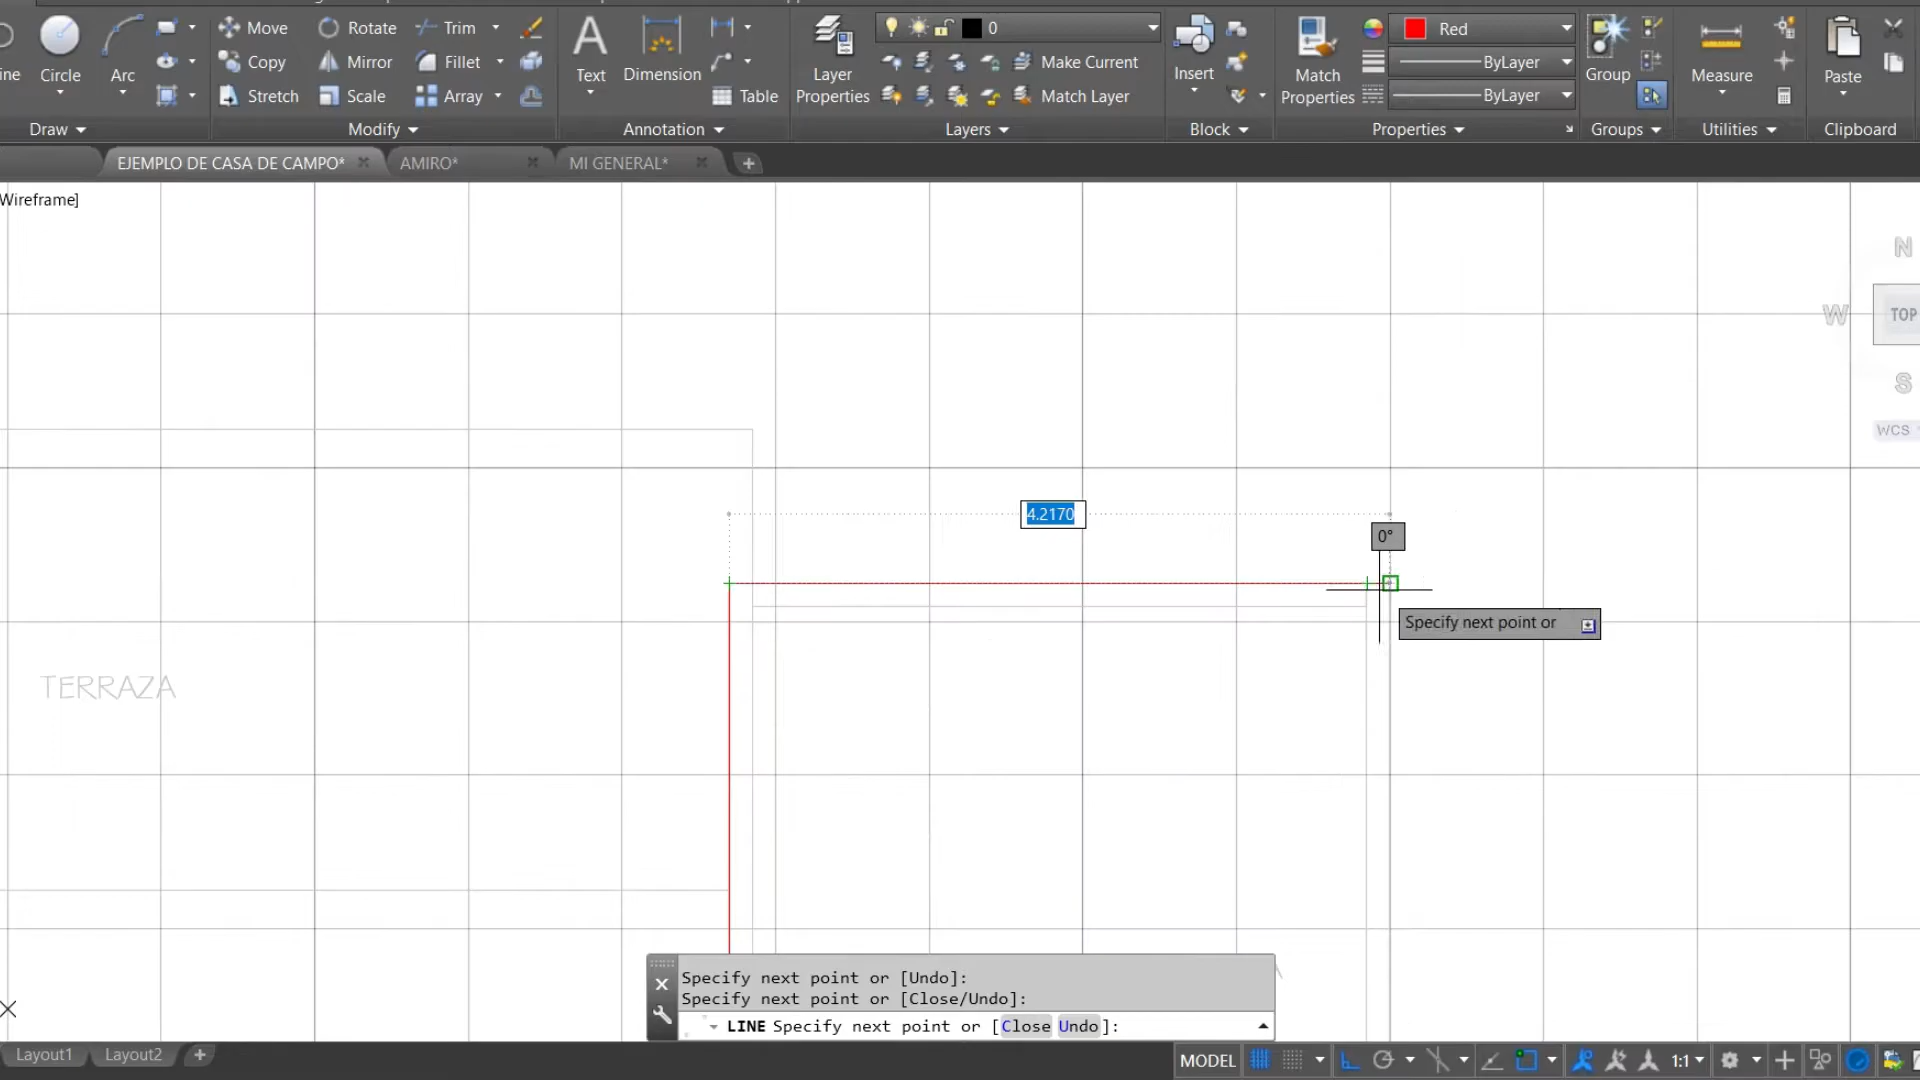 ine Circle Arc
Move Rotate Trim
Copy Mirror Fillet
Stretch Scale Array
Text Dimension Table
Layer Properties
0
Make Current
Match Layer
Insert
Match Properties
Red
ByLayer
ByLayer
Group
Measure
Paste
Draw Modify Annotation Layers Block Properties Groups Utilities Clipboard
EJEMPLO DE CASA DE CAMPO* AMIRO* MI GENERAL*
Wireframe]
N
W TOP
S
WCS
4.2170
0°
Specify next point or
TERRAZA
Specify next point or [Undo]:
Specify next point or [Close/Undo]:
LINE Specify next point or [Close Undo]:
Layout1 Layout2
MODEL 1:1